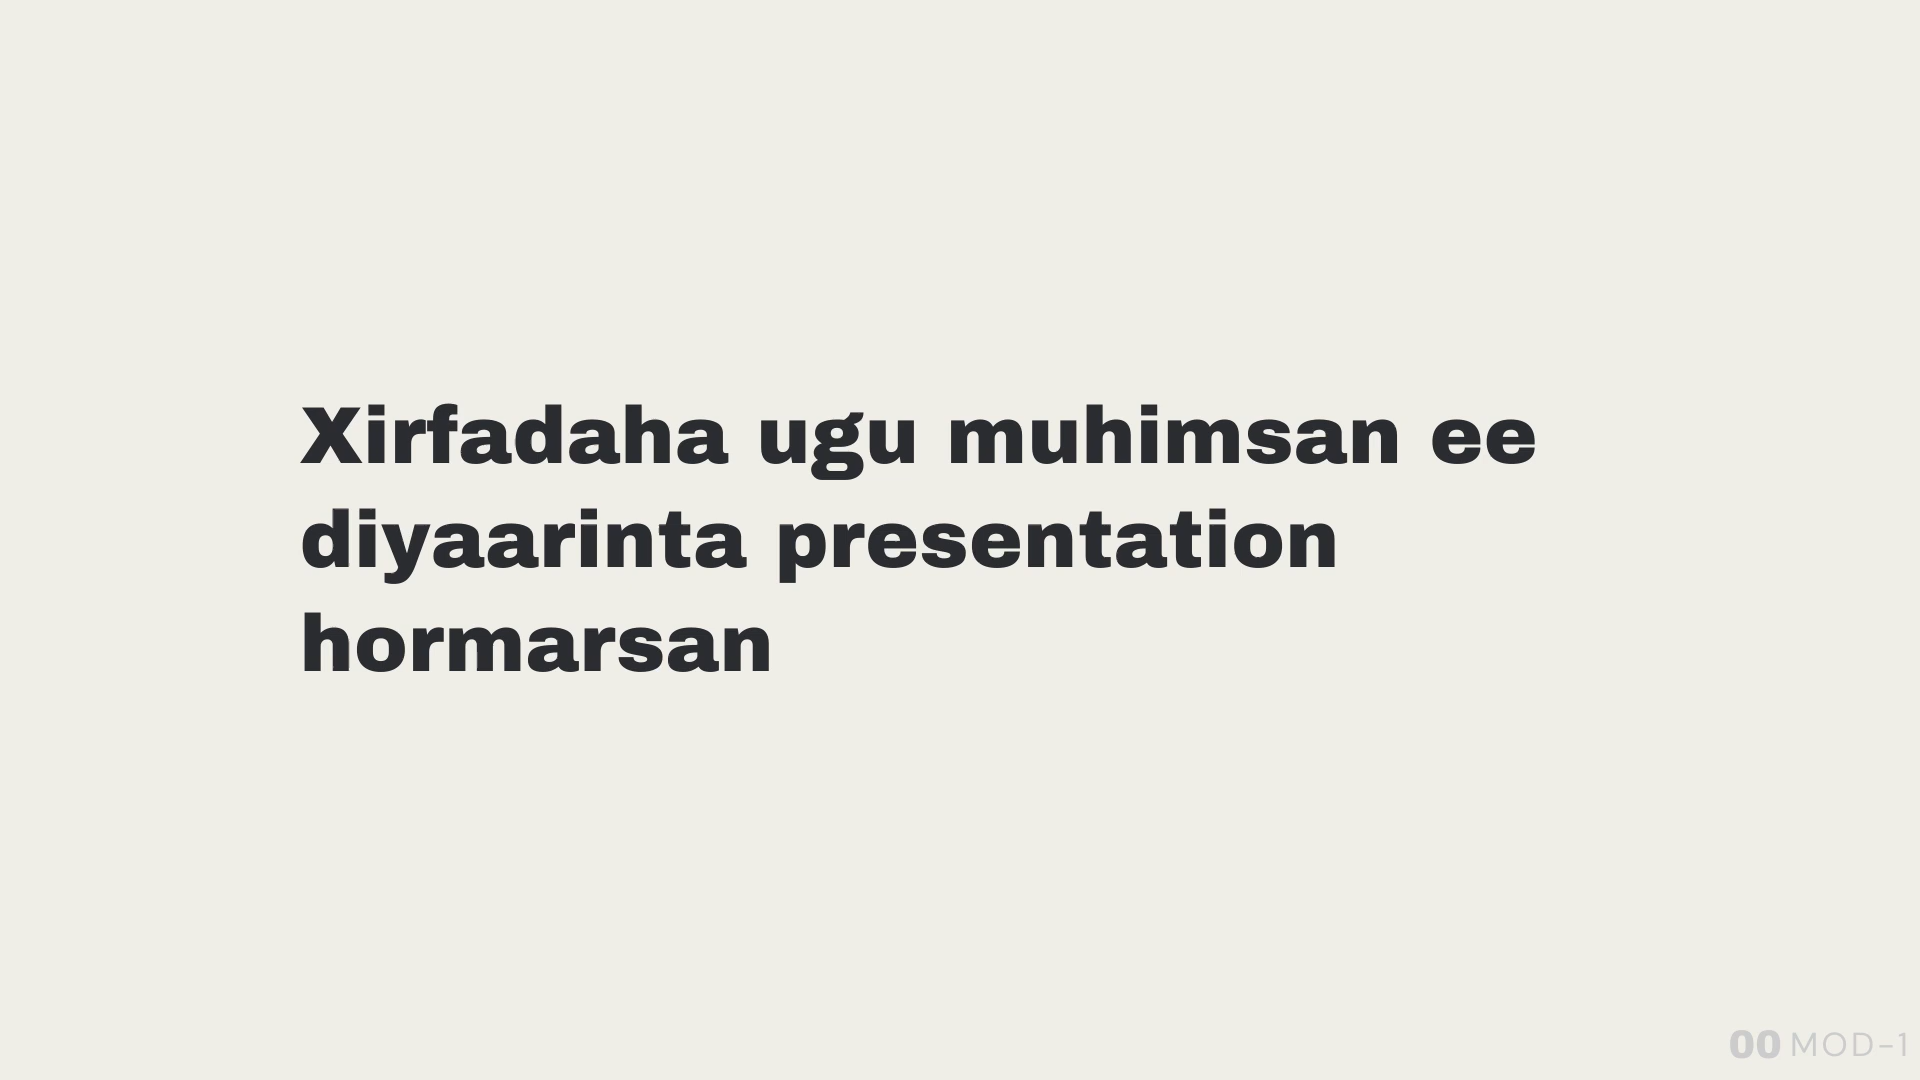 Xirfadaha ugu muhimsan ee
diyaarinta presentation
hormarsan
00 MOD-1